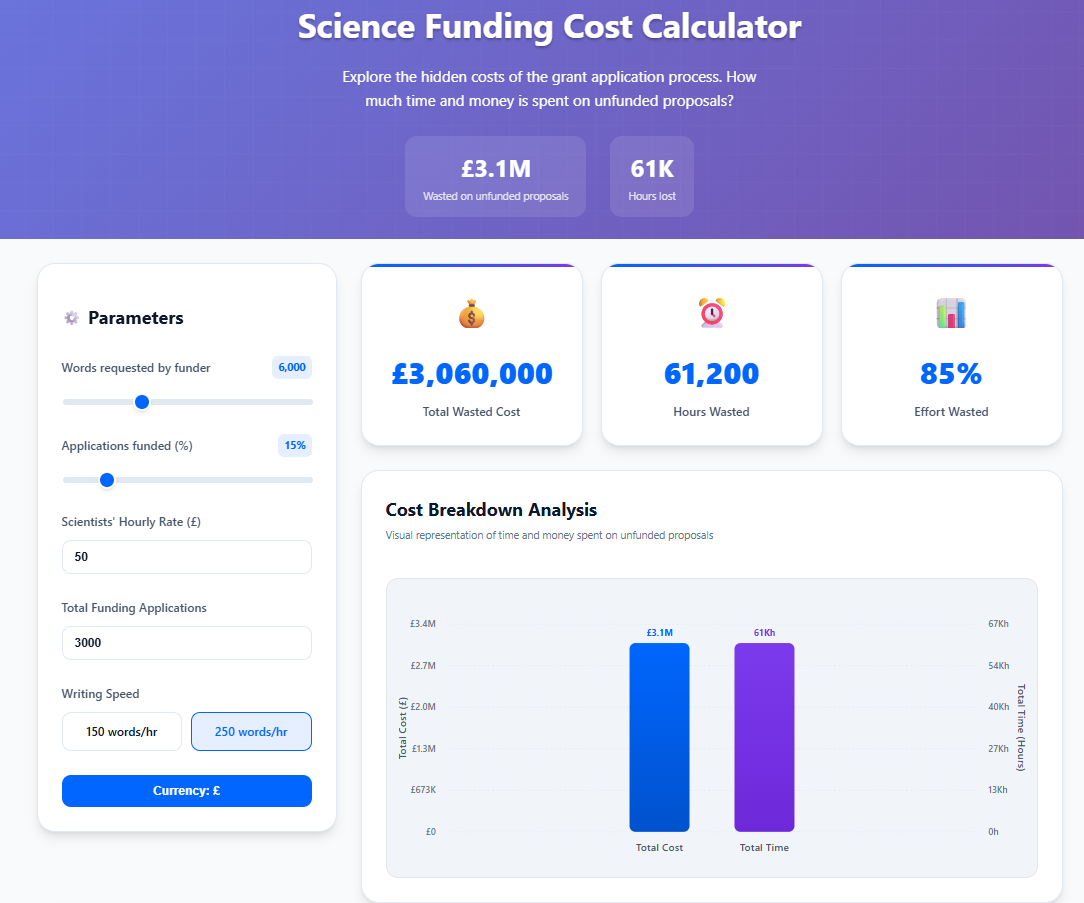 Science Funding Cost Calculator
Explore the hidden costs of the grant application process. How
much time and money is spent on unfunded proposals?
£3.1M
Wasted on unfunded proposals
61K
Hours lost
Parameters
Words requested by funder
6,000
Applications funded (%)
15%
Scientists' Hourly Rate (£)
50
Total Funding Applications
3000
Writing Speed
150 words/hr
250 words/hr
Currency: £
£3,060,000
Total Wasted Cost
61,200
Hours Wasted
85%
Effort Wasted
Cost Breakdown Analysis
Visual representation of time and money spent on unfunded proposals
Total Cost (£)
£3.4M
£2.7M
£2.0M
£1.3M
£673K
£0
£3.1M
61Kh
Total Cost
Total Time
67Kh
54Kh
40Kh
27Kh
13Kh
0h
Total Time (Hours)